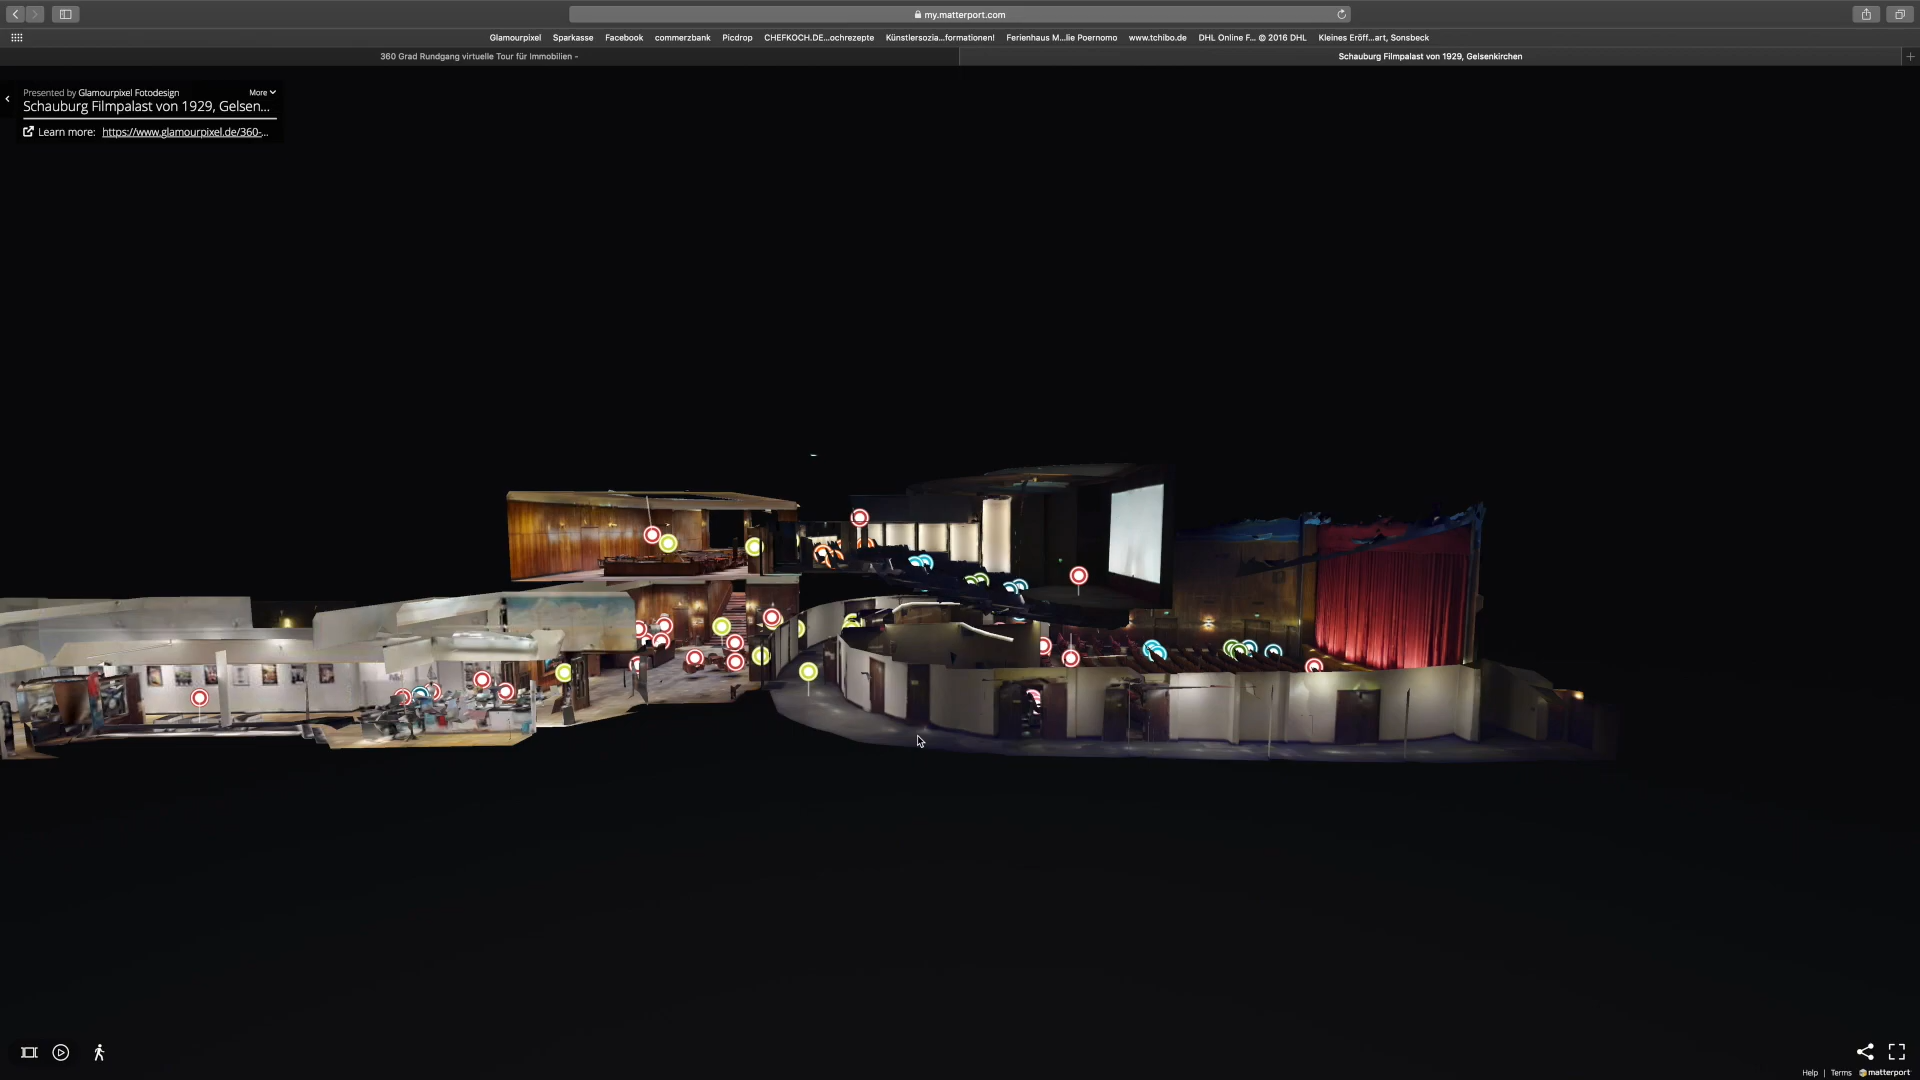 my.matterport.com
Glamourpixel Sparkasse Facebook commerzbank Picdrop CHEFKOCH.DE...ochrezepte Künstlersozia...formationen! Ferienhaus M...lie Poernomo www.tchibo.de DHL Online F... © 2016 DHL Kleines Eröff...art, Sonsbeck
360 Grad Rundgang virtuelle Tour für Immobilien - Schauburg Filmpalast von 1929, Gelsenkirchen
Presented by Glamourpixel Fotodesign More
Schauburg Filmpalast von 1929, Gelsen...
Learn more: https://www.glamourpixel.de/360-...
Help | Terms matterport